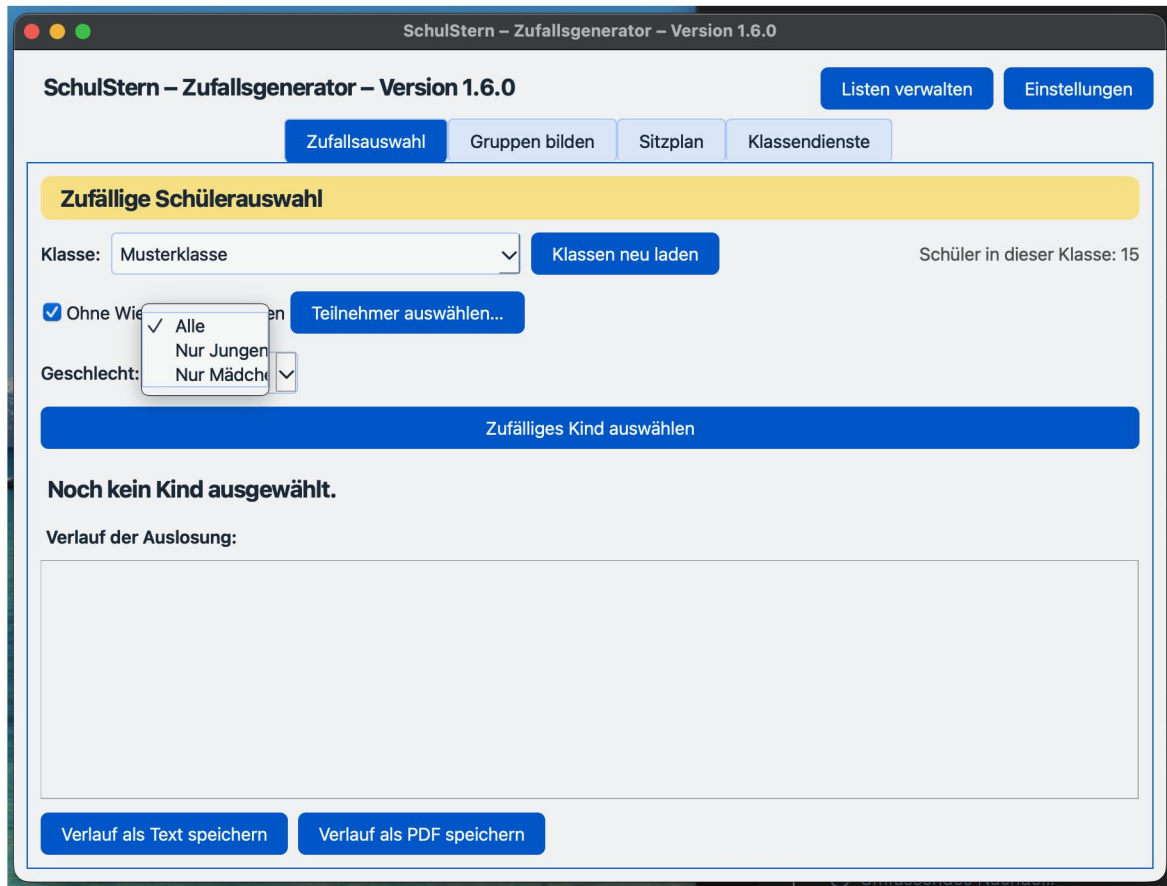 SchulStern – Zufallsgenerator – Version 1.6.0
SchulStern – Zufallsgenerator – Version 1.6.0
Listen verwalten
Einstellungen
Zufallsauswahl
Gruppen bilden
Sitzplan
Klassendienste
Zufällige Schülerauswahl
Klasse:
Musterklasse
Klassen neu laden
Schüler in dieser Klasse: 15
Ohne
Teilnehmer auswählen...
✓ Alle
Nur Jungen
Geschlecht:
Nur
Zufälliges Kind auswählen
Noch kein Kind ausgewählt.
Verlauf der Auslosung:
Verlauf als Text speichern
Verlauf als PDF speichern